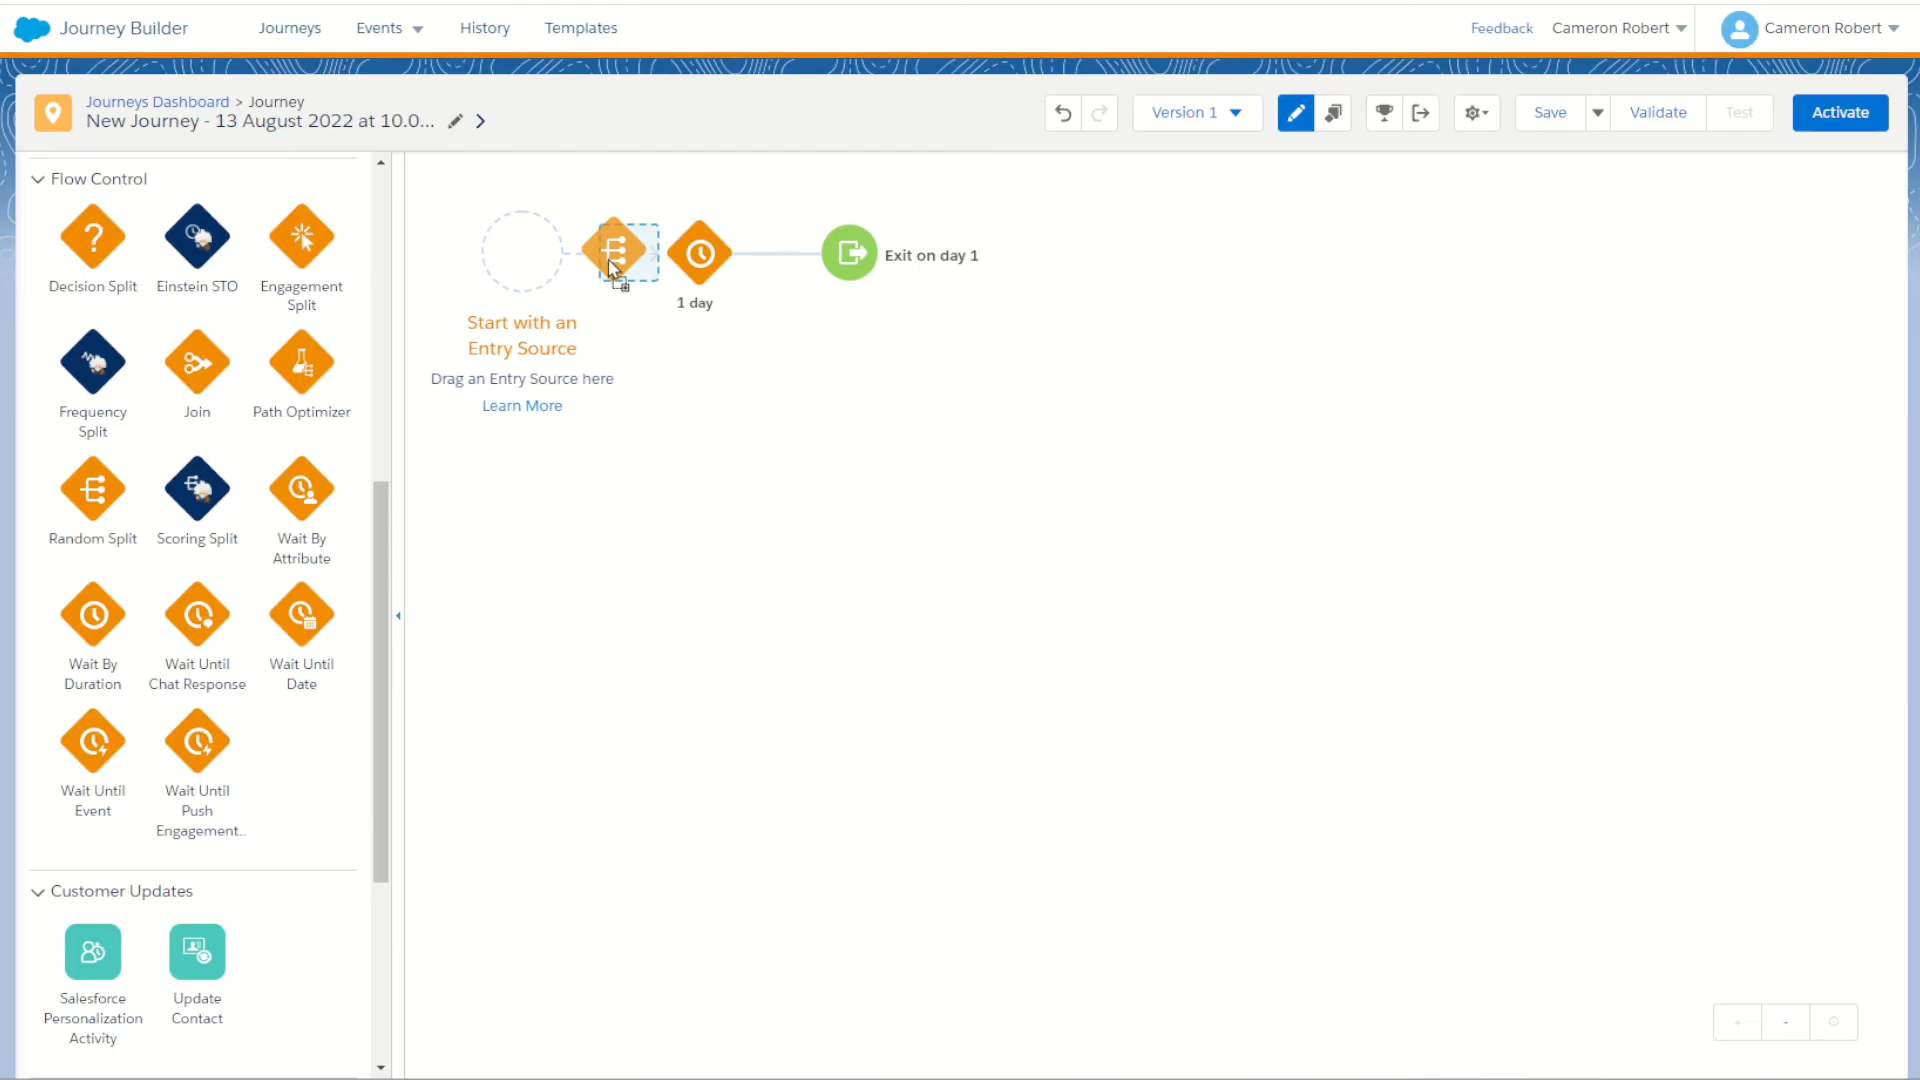 Journey Builder
Journeys
Events
History
Templates
Feedback
Cameron Robert
Cameron Robert
Journeys Dashboard > Journey
New Journey - 13 August 2022 at 10.0...
Version 1
Save
Validate
Test
Activate
Flow Control
Decision Split
Einstein STO
Engagement
Split
Frequency
Split
Join
Path Optimizer
Random Split
Scoring Split
Wait By
Attribute
Wait By
Duration
Wait Until
Chat Response
Wait Until
Date
Wait Until
Event
Wait Until
Push
Engagement..
Customer Updates
Salesforce
Personalization
Activity
Update
Contact
1 day
Exit on day 1
Start with an
Entry Source
Drag an Entry Source here
Learn More